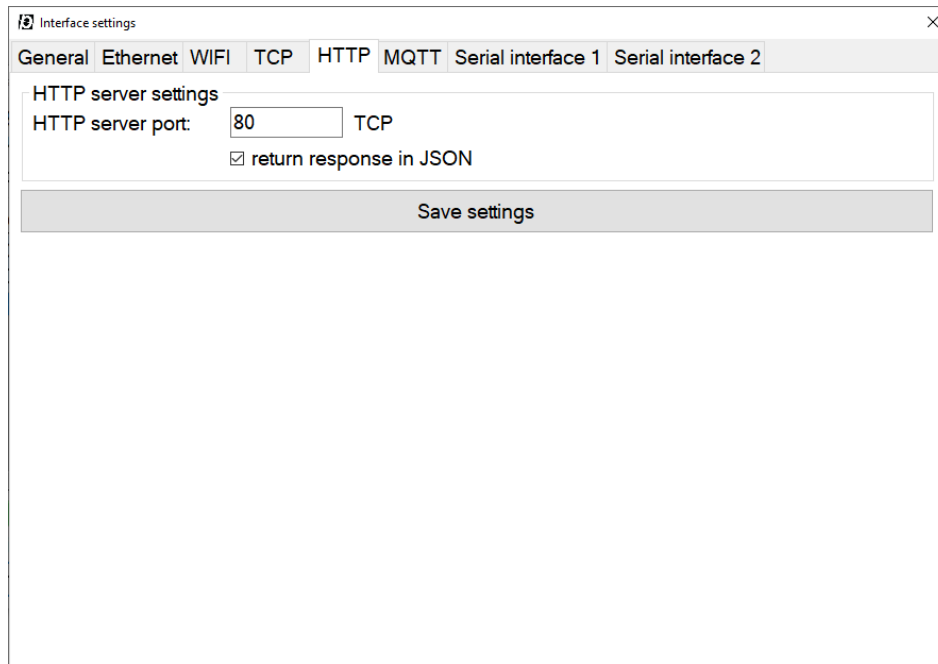 Interface settings
General Ethernet WIFI TCP HTTP MQTT Serial interface 1 Serial interface 2
HTTP server settings
HTTP server port: 80 TCP
return response in JSON
Save settings